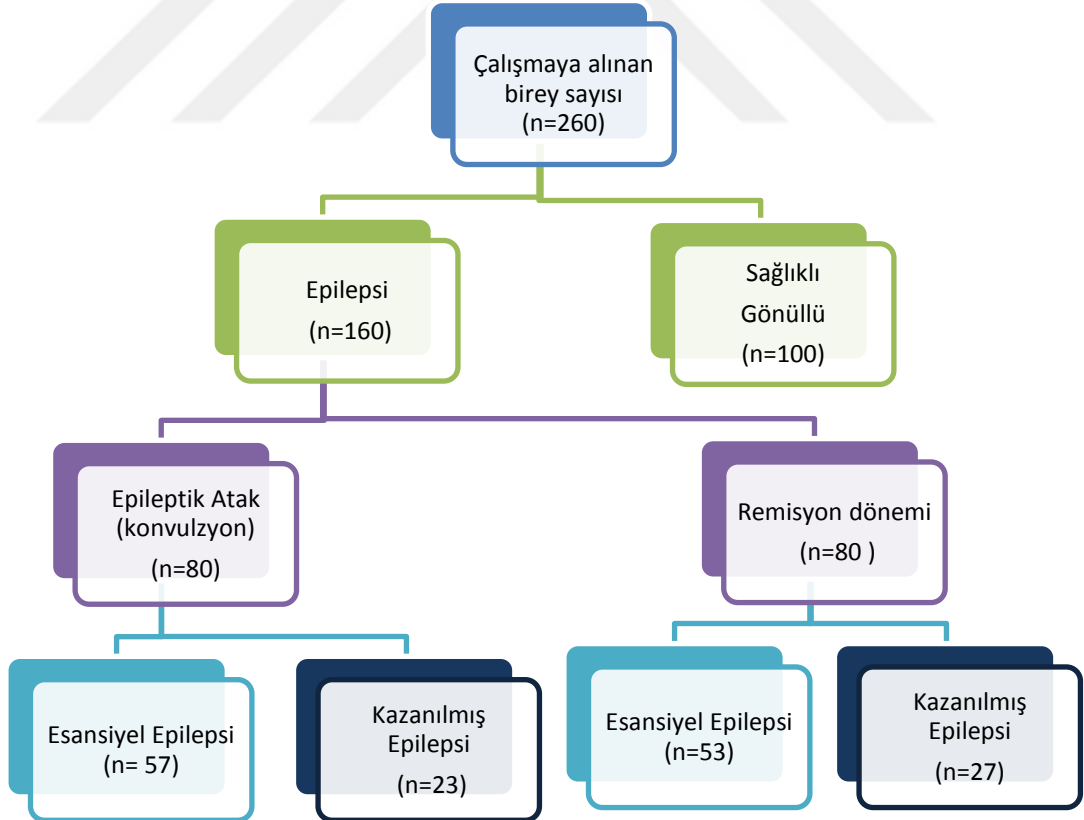 Çalışmaya alınan
birey sayısı
(n=260)
Epilepsi
(n=160)
Sağlıklı
Gönüllü
(n=100)
Epileptik Atak
(konvulzyon)
(n=80)
Remisyon dönemi
(n=80 )
Esansiyel Epilepsi
(n= 57)
Kazanılmış
Epilepsi
(n=23)
Esansiyel Epilepsi
(n=53)
Kazanılmış
Epilepsi
(n=27)